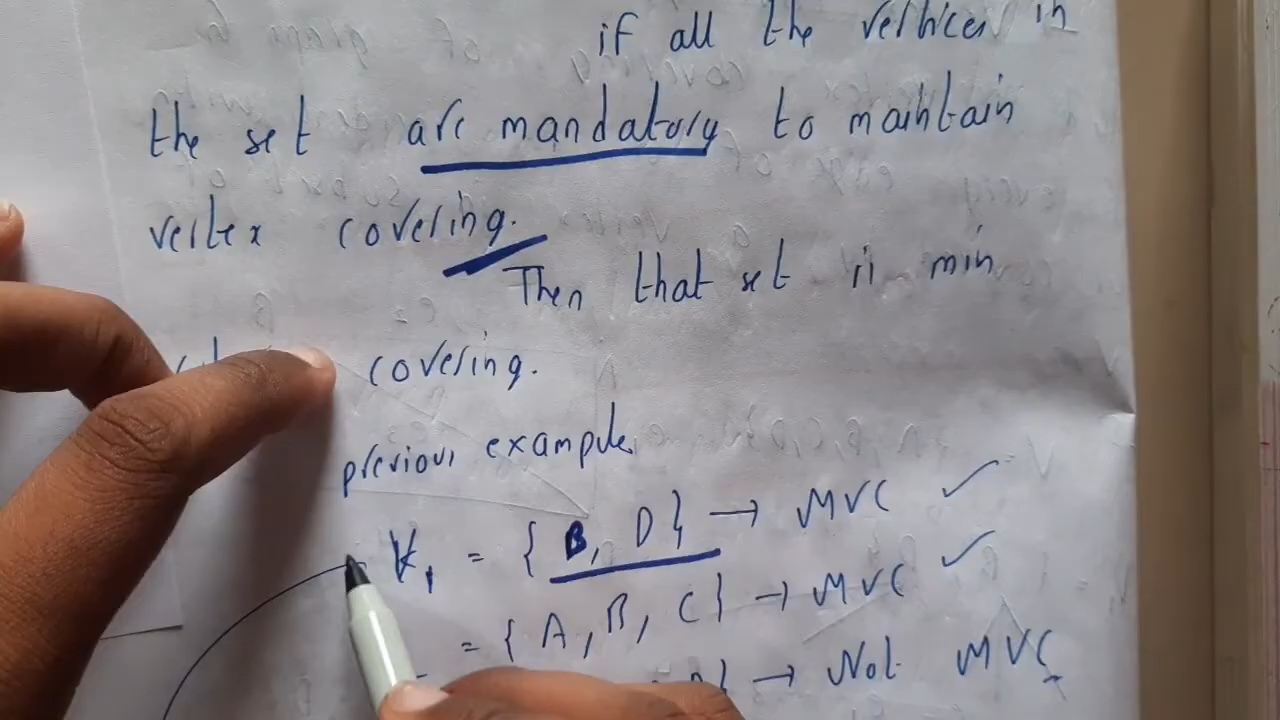 if all the vertices in
the set are mandatory to maintain
vertex covering.
Then that set is min
covering.
previous example
K₁ = { B, D} → MVC ✓
= { A, B, C} → MVC ✓
} → Not MVC